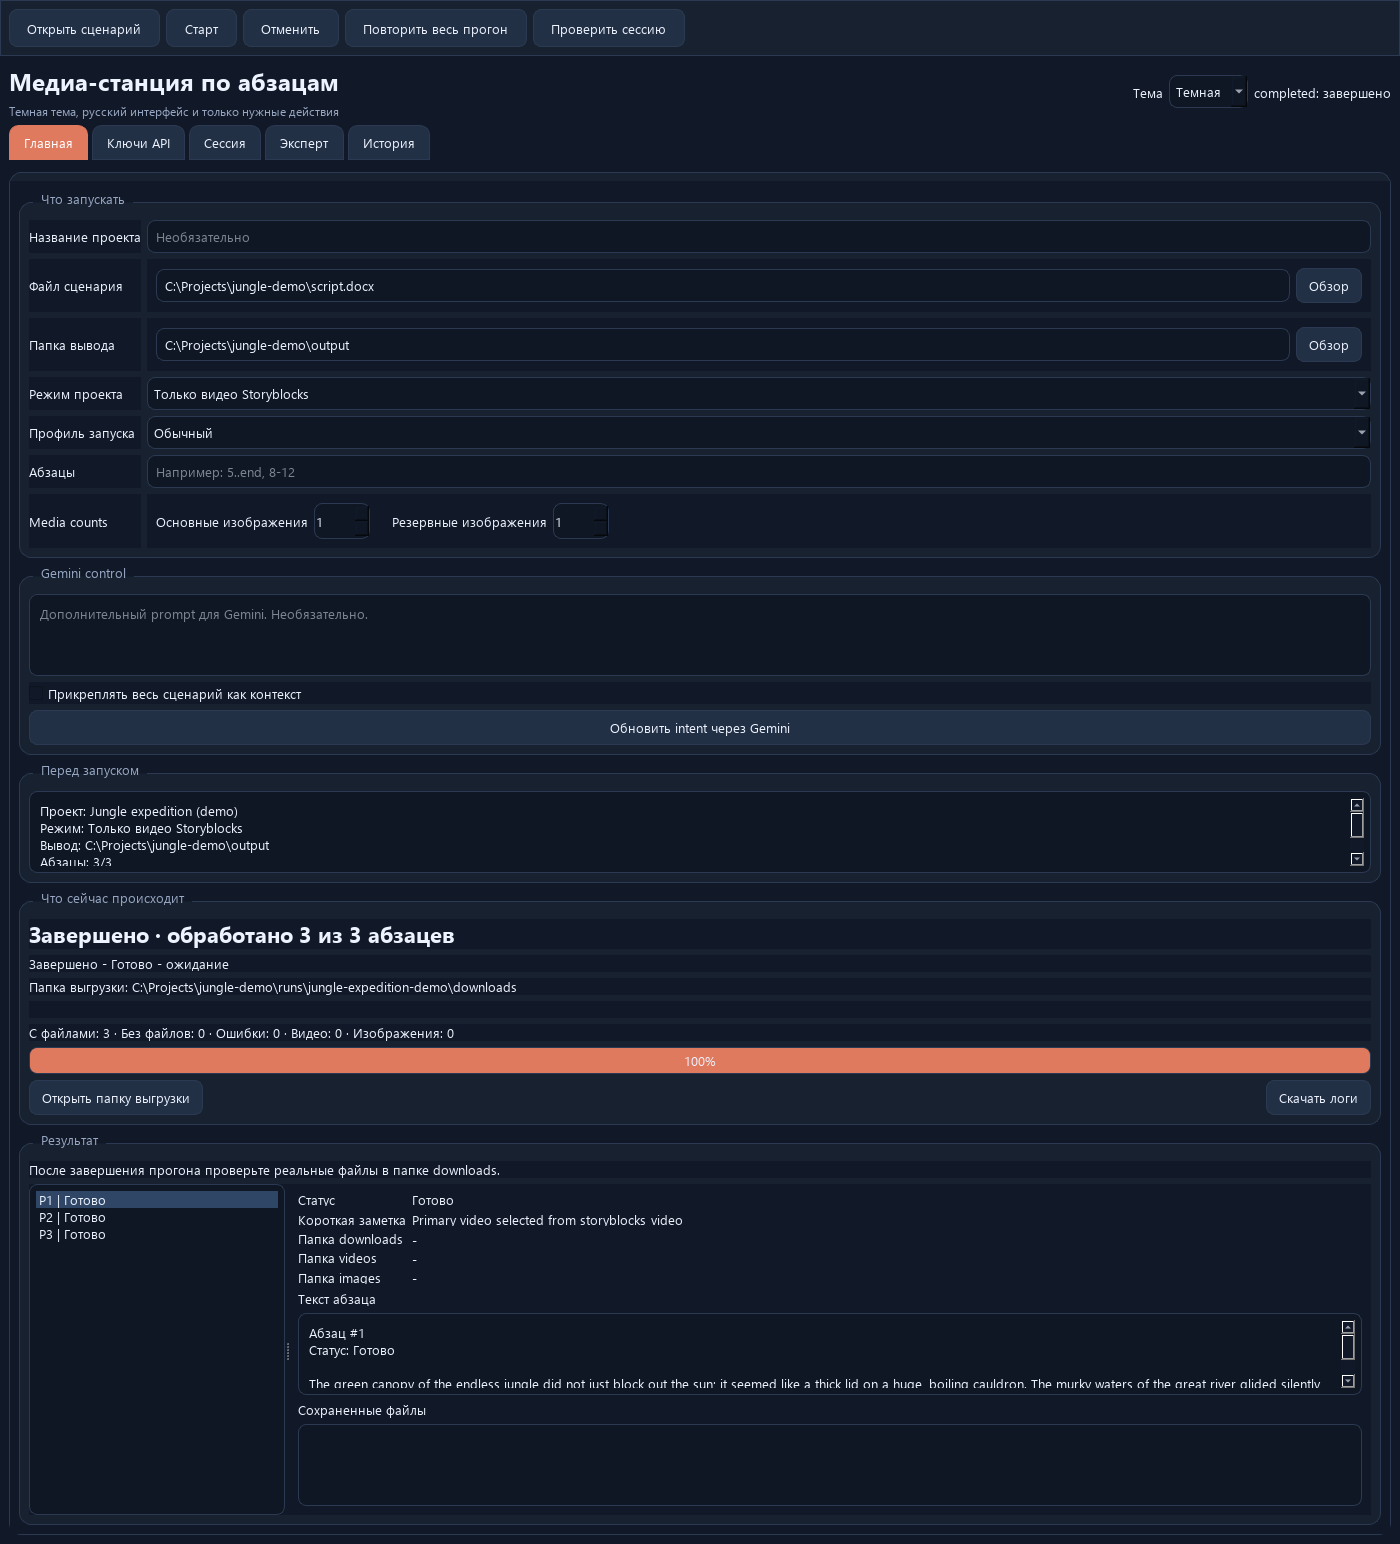 Открыть сценарий Старт Отменить Повторить весь прогон Проверить сессию
Медиа-станция по абзацам
Темная тема, русский интерфейс и только нужные действия
Тема Темная completed: завершено
Главная Ключи API Сессия Эксперт История
Что запускать
Название проекта Необязательно
Файл сценария C:\Projects\jungle-demo\script.docx Обзор
Папка вывода C:\Projects\jungle-demo\output Обзор
Режим проекта Только видео Storyblocks
Профиль запуска Обычный
Абзацы Например: 5..end, 8-12
Media counts Основные изображения 1 Резервные изображения 1
Gemini control
Дополнительный prompt для Gemini. Необязательно.
Прикреплять весь сценарий как контекст
Обновить intent через Gemini
Перед запуском
Проект: Jungle expedition (demo)
Режим: Только видео Storyblocks
Вывод: C:\Projects\jungle-demo\output
Абзацы: 3/3
Что сейчас происходит
Завершено · обработано 3 из 3 абзацев
Завершено - Готово - ожидание
Папка выгрузки: C:\Projects\jungle-demo\runs\jungle-expedition-demo\downloads
С файлами: 3 · Без файлов: 0 · Ошибки: 0 · Видео: 0 · Изображения: 0
100%
Открыть папку выгрузки Скачать логи
Результат
После завершения прогона проверьте реальные файлы в папке downloads.
P1 | Готово
P2 | Готово
P3 | Готово
Статус Готово
Короткая заметка Primary video selected from storyblocks_video
Папка downloads -
Папка videos -
Папка images -
Текст абзаца
Абзац #1
Статус: Готово
The green canopy of the endless jungle did not just block out the sun; it seemed like a thick lid on a huge, boiling cauldron. The murky waters of the great river glided silently
Сохраненные файлы